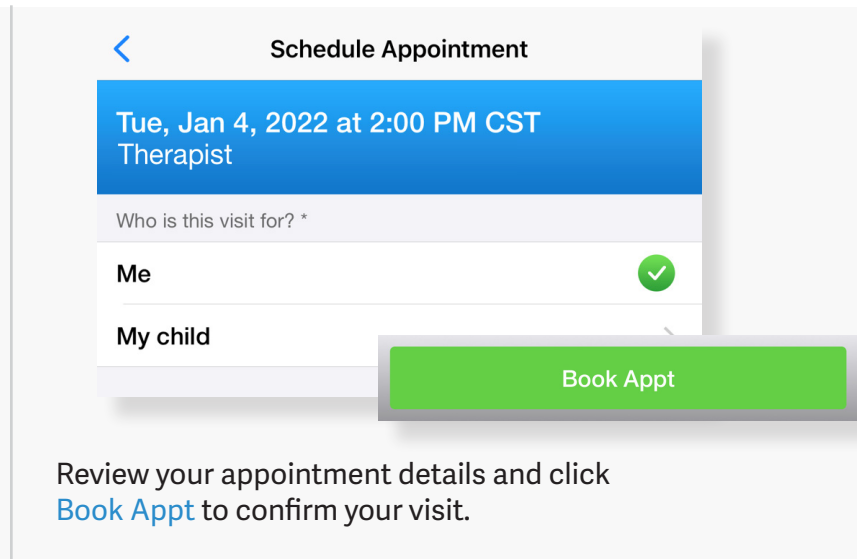 Schedule Appointment
Tue, Jan 4, 2022 at 2:00 PM CST
Therapist
Who is this visit for? *
Me
My child
Book Appt
Review your appointment details and click
Book Appt to confirm your visit.